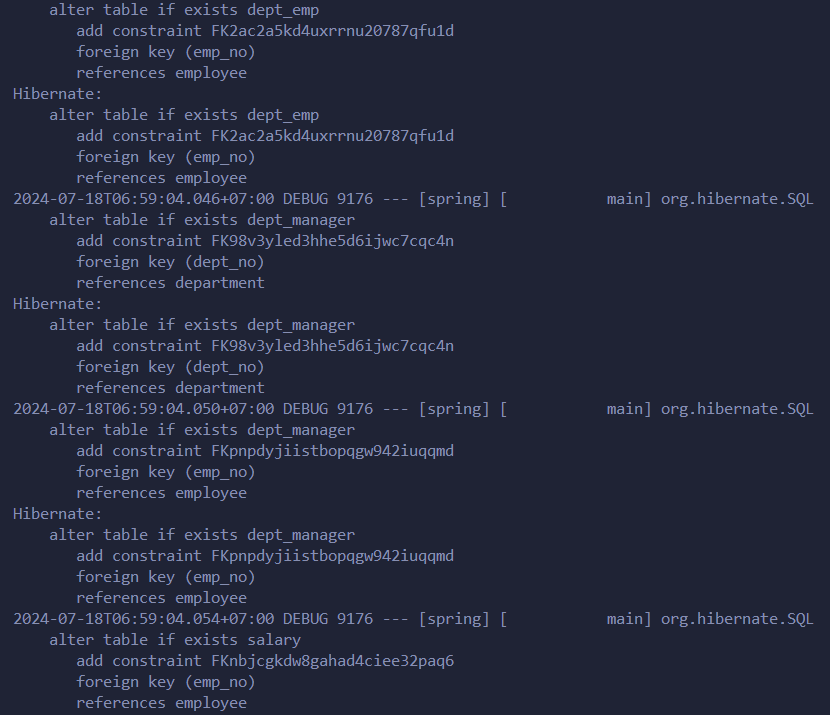 alter table if exists dept_emp
add constraint FK2ac2a5kd4uxrrnu20787qfu1d
foreign key (emp_no)
references employee
Hibernate:
alter table if exists dept_emp
add constraint FK2ac2a5kd4uxrrnu20787qfu1d
foreign key (emp_no)
references employee
2024-07-18T06:59:04.046+07:00 DEBUG 9176 --- [spring] [           main] org.hibernate.SQL
alter table if exists dept_manager
add constraint FK98v3yled3hhe5d6ijwc7cqc4n
foreign key (dept_no)
references department
Hibernate:
alter table if exists dept_manager
add constraint FK98v3yled3hhe5d6ijwc7cqc4n
foreign key (dept_no)
references department
2024-07-18T06:59:04.050+07:00 DEBUG 9176 --- [spring] [           main] org.hibernate.SQL
alter table if exists dept_manager
add constraint FKpnpdyjiistbopqgw942iuqqmd
foreign key (emp_no)
references employee
Hibernate:
alter table if exists dept_manager
add constraint FKpnpdyjiistbopqgw942iuqqmd
foreign key (emp_no)
references employee
2024-07-18T06:59:04.054+07:00 DEBUG 9176 --- [spring] [           main] org.hibernate.SQL
alter table if exists salary
add constraint FKnbjcgkdw8gahad4ciee32paq6
foreign key (emp_no)
references employee